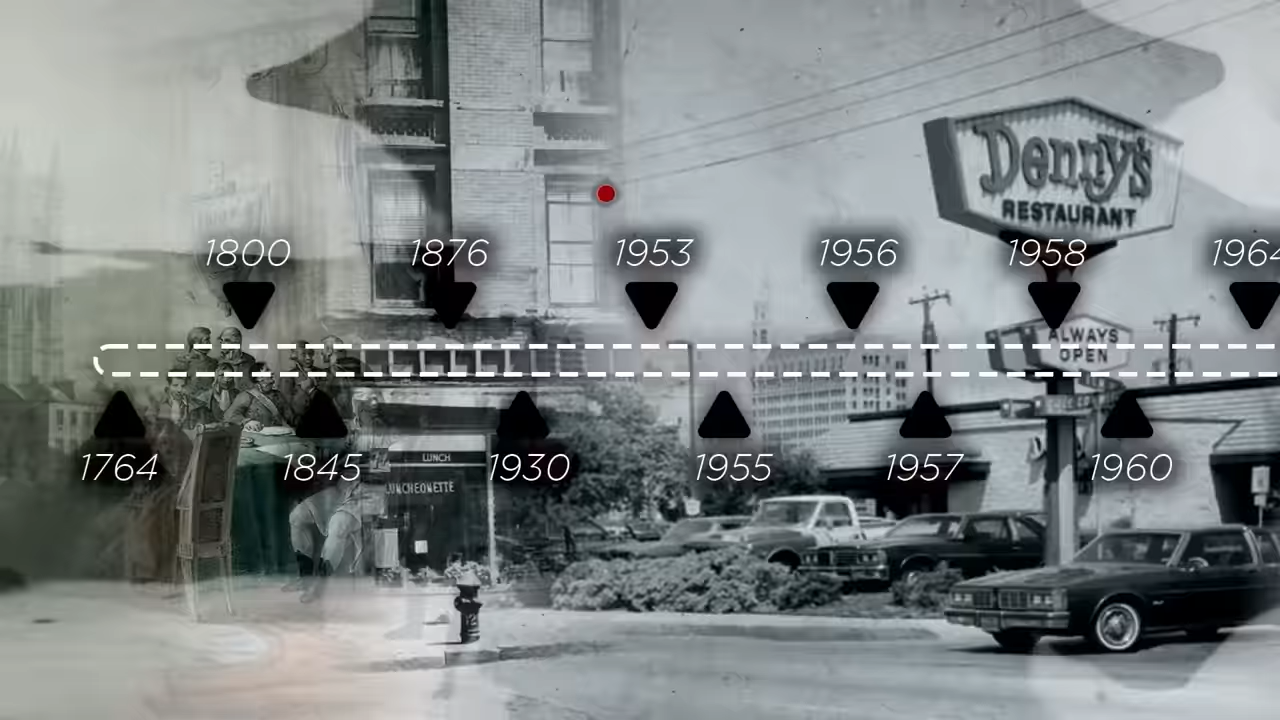 Denny's
RESTAURANT
1800
1876
1953
1956
1958
1964
ALWAYS
OPEN
LUNCH
1764
1845
1930
1955
1957
1960
LUNCHEONETTE